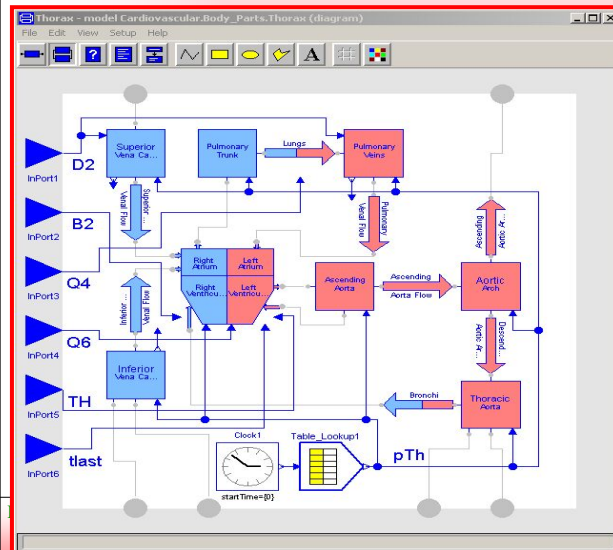 Thorax - model Cardiovascular.Body_Parts.Thorax (diagram)
File Edit View Setup Help
Superior
Vena Ca...
Pulmonary
Trunk
Lungs
Pulmonary
Veins
InPort1
D2
Superior ...
Venal Flow
Pulmonary
Venal Flow
Ascending
Aortic Ar...
InPort2
B2
Right
Atrium
Left
Atrium
Right
Ventricu...
Left
Ventricu...
InPort3
Q4
Inferior ...
Venal Flow
Ascending
Aorta
Ascending
Aorta Flow
Aortic
Arch
InPort4
Q6
Descend...
Aortic Ar...
Inferior
Vena Ca...
InPort5
TH
Bronchi
Thoracic
Aorta
InPort6
tlast
Clock1
startTime={0}
Table_Lookup1
pTh